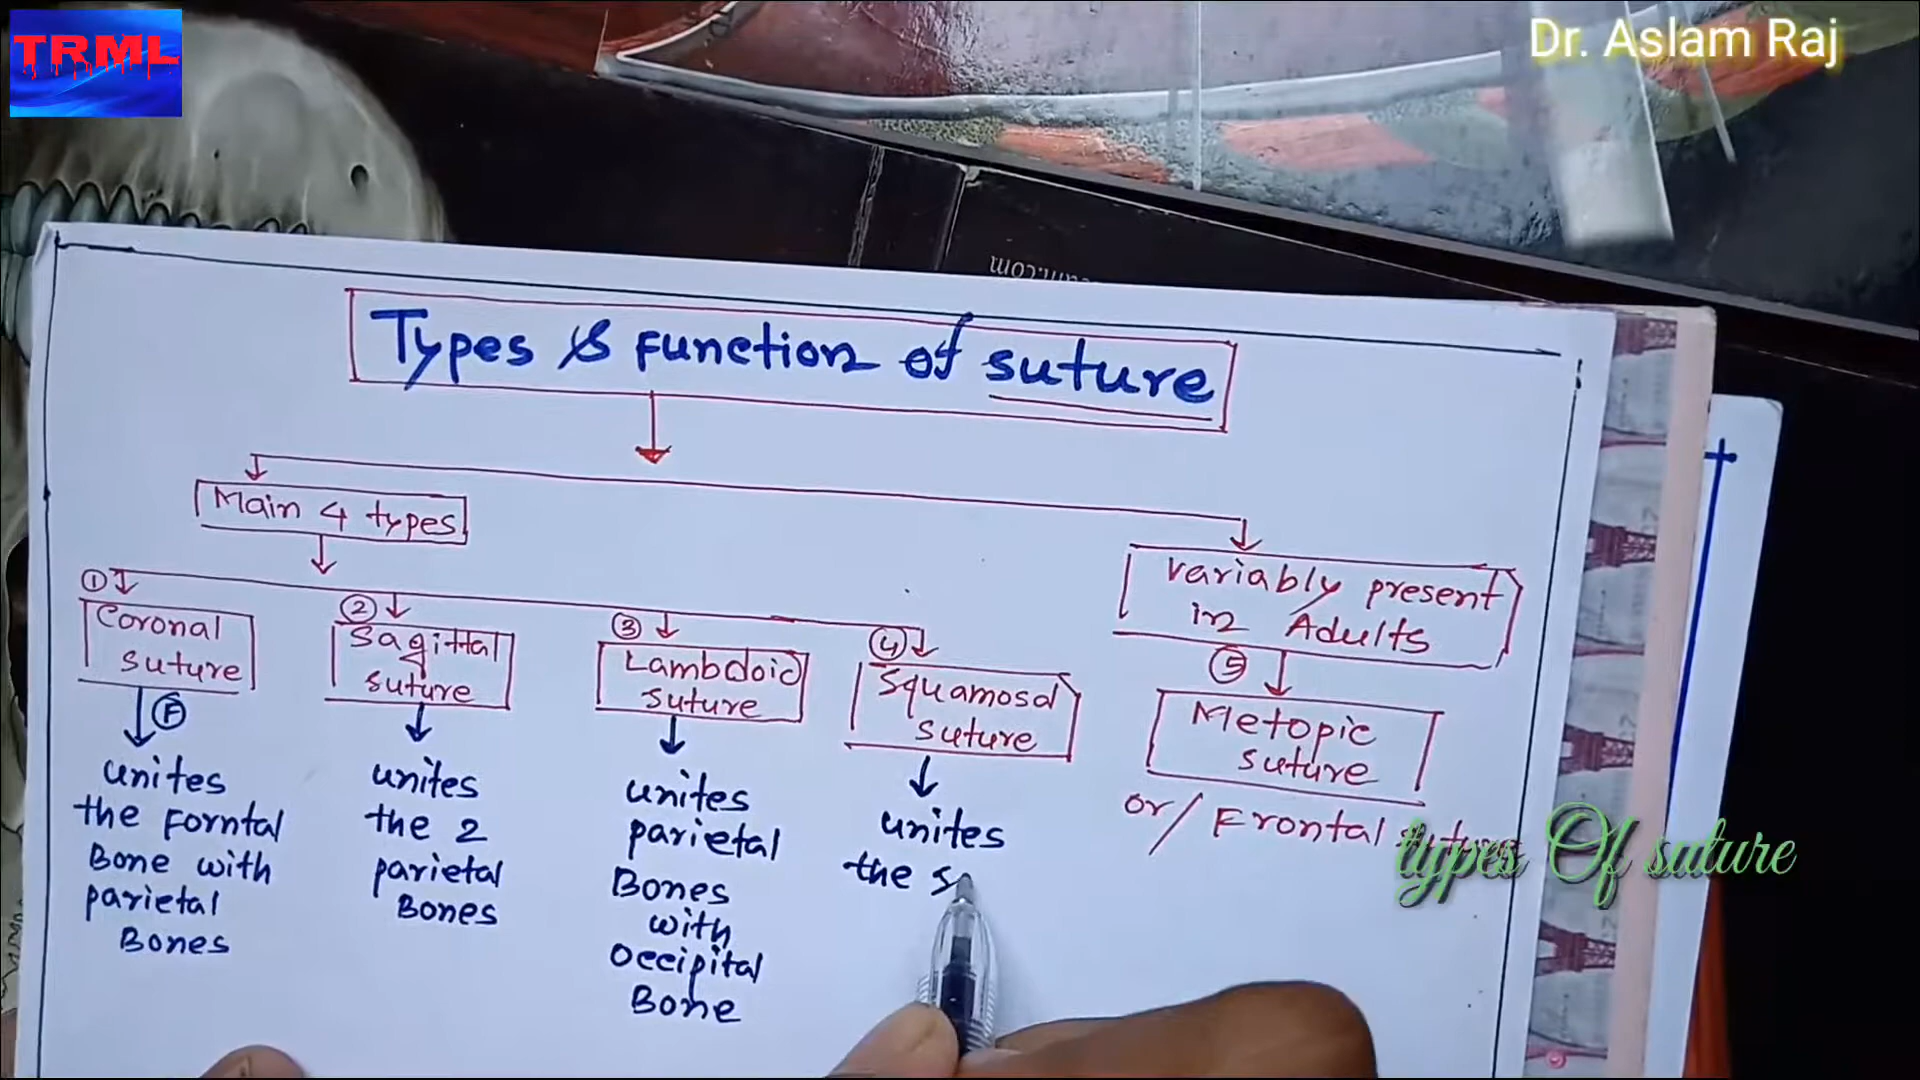 TRML
Dr. Aslam Raj
Types & function of suture
Main 4 types
variably present
in Adults
①
Coronal
suture
②
Sagittal
suture
③
Lambdoid
suture
④
Squamosal
suture
⑤
Metopic
suture
or/ Frontal suture
types Of suture
F
unites
the Forntal
Bone with
parietal
Bones
unites
the 2
parietal
Bones
unites
parietal
Bones
with
Occipital
Bone
unites
the s